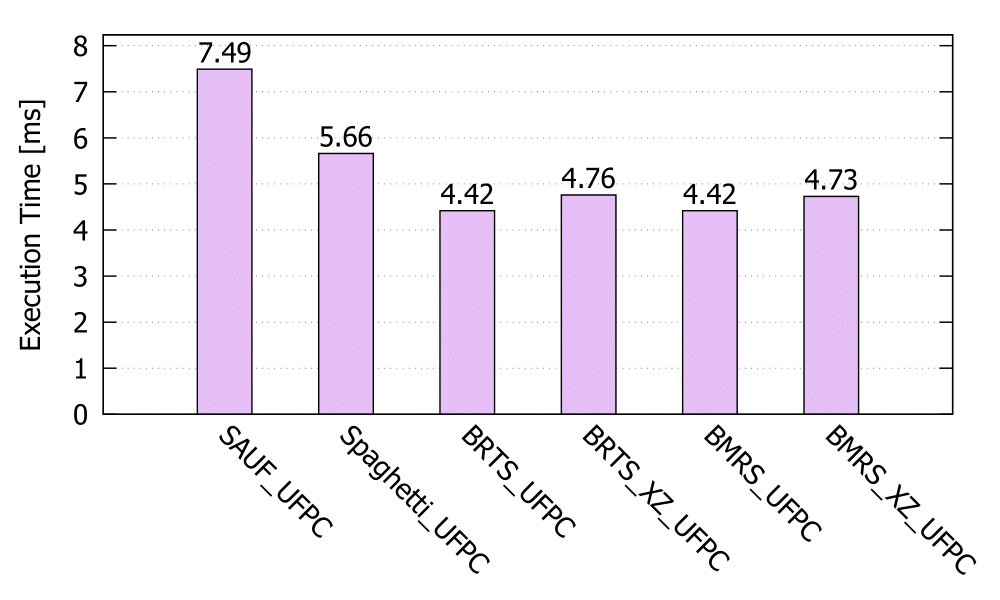 Execution Time [ms]
8
7
6
5
4
3
2
1
0
7.49
5.66
4.42
4.76
4.42
4.73
SAUF_UFPC
Spaghetti_UFPC
BRTS_UFPC
BRTS_XZ_UFPC
BMRS_UFPC
BMRS_XZ_UFPC